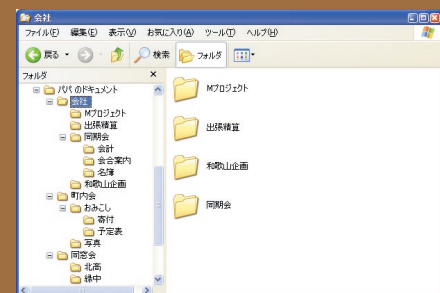 会社
ファイル(F) 編集(E) 表示(V) お気に入り(A) ツール(T) ヘルプ(H)
戻る 検索 フォルダ
フォルダ ×
パパのドキュメント
会社
Mプロジェクト
出張精算
同期会
会計
会合案内
名簿
和歌山企画
町内会
おみこし
寄付
予定表
写真
同窓会
北高
緑中
Mプロジェクト
出張精算
和歌山企画
同期会